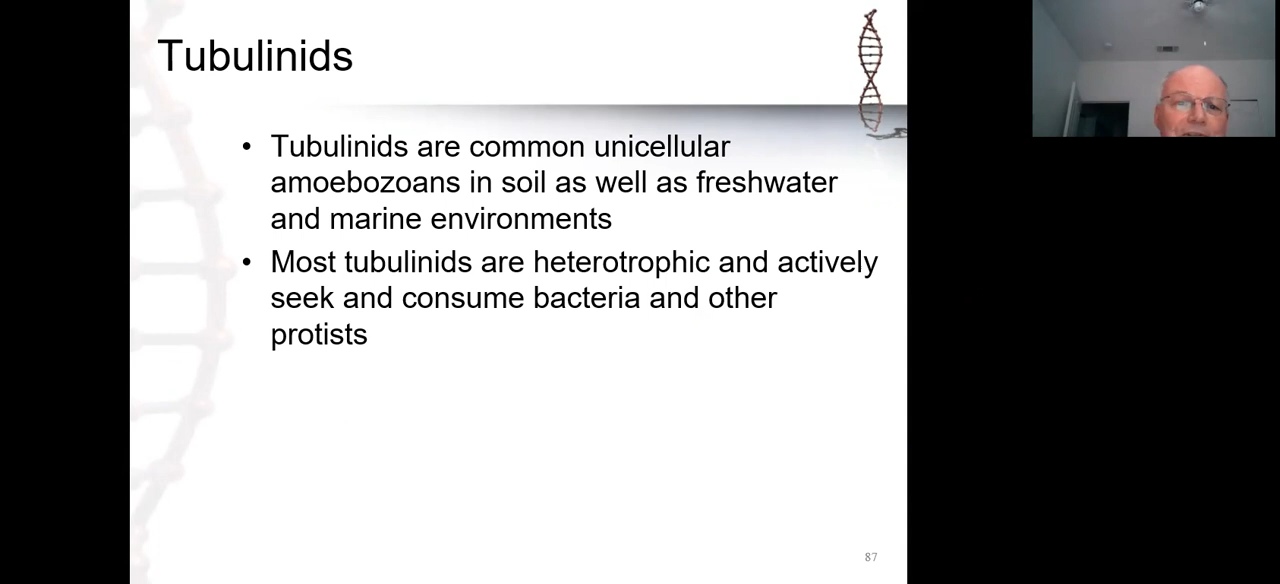 Tubulinids
• Tubulinids are common unicellular
amoebozoans in soil as well as freshwater
and marine environments
• Most tubulinids are heterotrophic and actively
seek and consume bacteria and other
protists
87